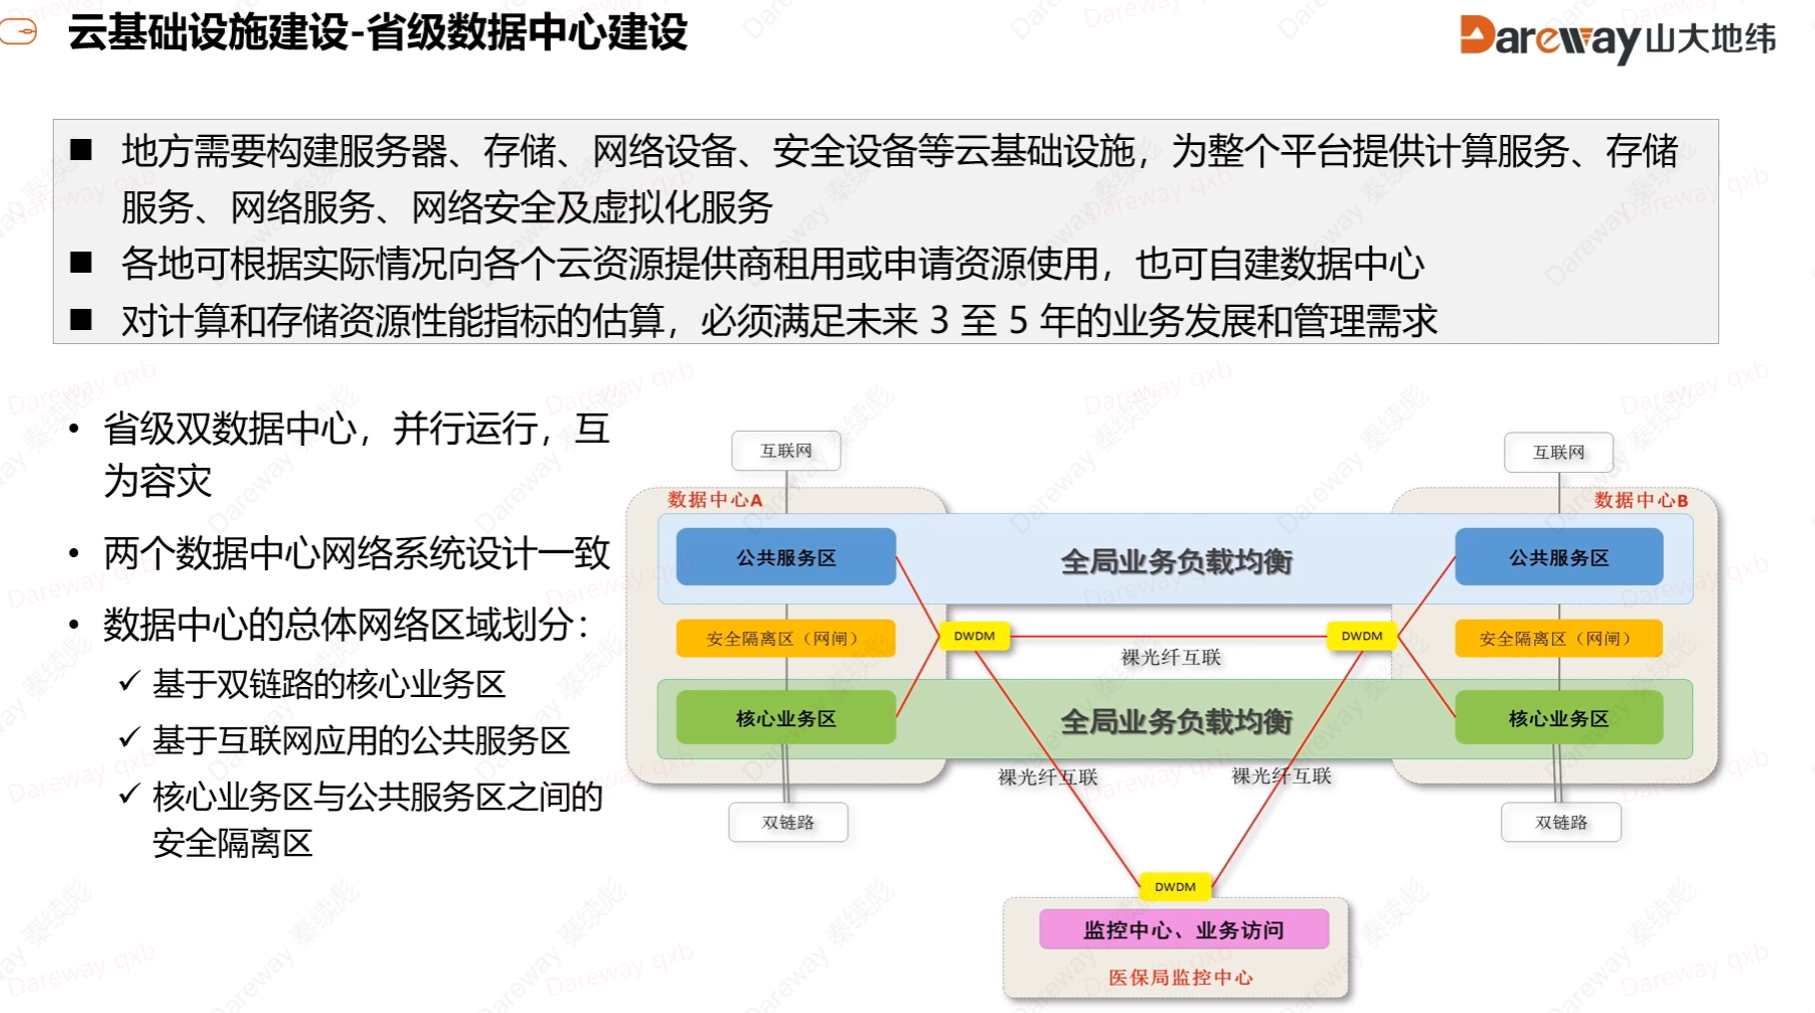 云基础设施建设-省级数据中心建设
Dareway山大地纬
■ 地方需要构建服务器、存储、网络设备、安全设备等云基础设施，为整个平台提供计算服务、存储
服务、网络服务、网络安全及虚拟化服务
■ 各地可根据实际情况向各个云资源提供商租用或申请资源使用，也可自建数据中心
■ 对计算和存储资源性能指标的估算，必须满足未来 3 至 5 年的业务发展和管理需求
• 省级双数据中心，并行运行，互
为容灾
• 两个数据中心网络系统设计一致
• 数据中心的总体网络区域划分：
✓ 基于双链路的核心业务区
✓ 基于互联网应用的公共服务区
✓ 核心业务区与公共服务区之间的
安全隔离区
互联网
互联网
数据中心A
数据中心B
公共服务区
全局业务负载均衡
公共服务区
安全隔离区（网闸）
DWDM
DWDM
安全隔离区（网闸）
裸光纤互联
核心业务区
全局业务负载均衡
核心业务区
裸光纤互联
裸光纤互联
双链路
双链路
DWDM
监控中心、业务访问
医保局监控中心
Dareway qxb
Dareway 秦续彪